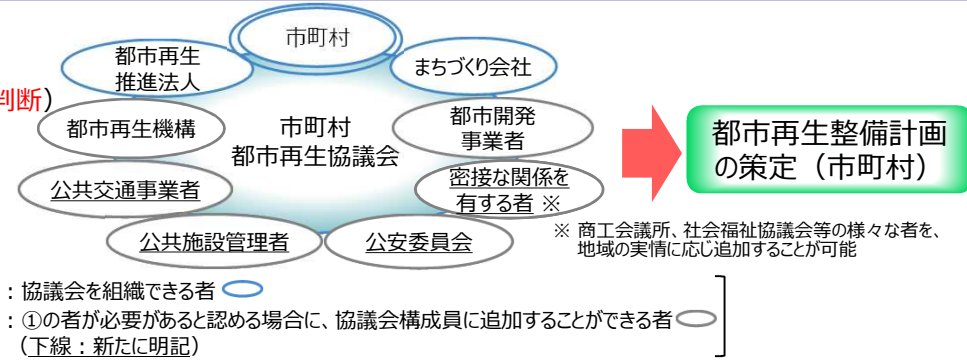 市町村
都市再生
推進法人
まちづくり会社
判断)
都市再生機構
市町村
都市再生協議会
都市開発
事業者
都市再生整備計画
の策定（市町村）
公共交通事業者
密接な関係を
有する者 ※
公共施設管理者
公安委員会
※ 商工会議所、社会福祉協議会等の様々な者を、
地域の実情に応じ追加することが可能
：協議会を組織できる者
：①の者が必要があると認める場合に、協議会構成員に追加することができる者
（下線：新たに明記）